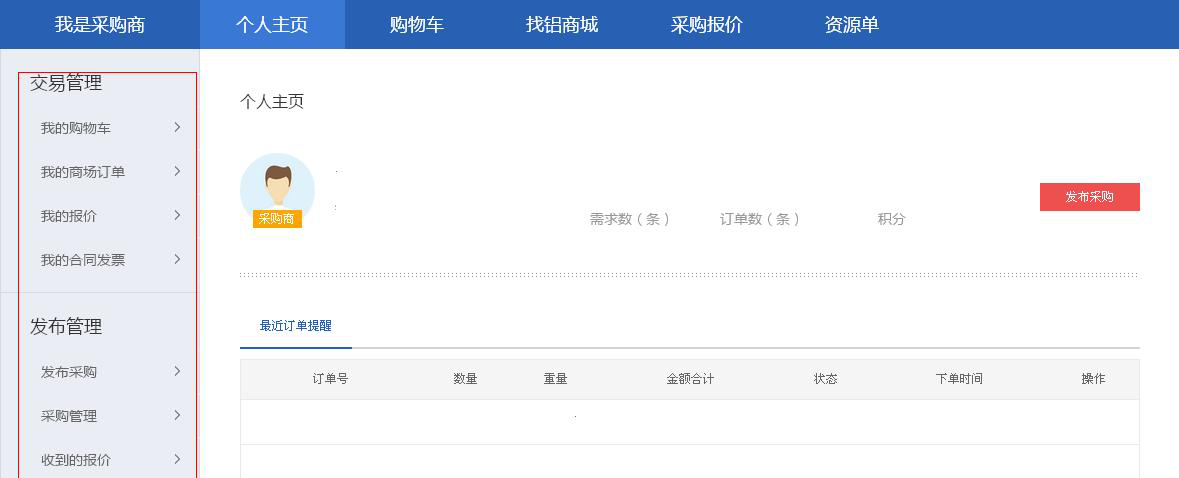 我是采购商 个人主页 购物车 找铝商城 采购报价 资源单
交易管理
我的购物车
我的商场订单
我的报价
我的合同发票
发布管理
发布采购
采购管理
收到的报价
个人主页
采购商
需求数（条） 订单数（条） 积分
发布采购
最近订单提醒
订单号 数量 重量 金额合计 状态 下单时间 操作